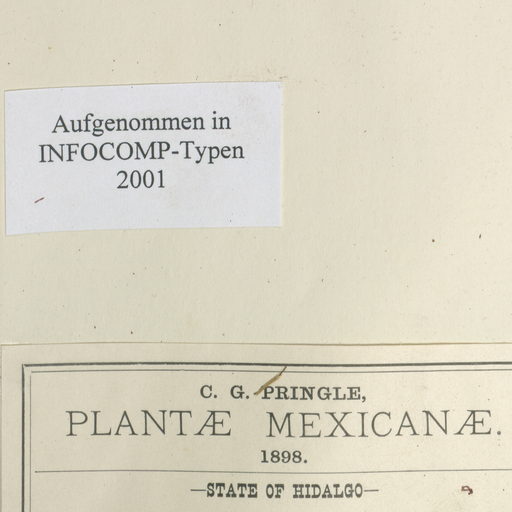 Aufgenommen in
INFOCOMP-Typen
2001
C. G. PRINGLE,
PLANTÆ MEXICANÆ.
1898.
—STATE OF HIDALGO—